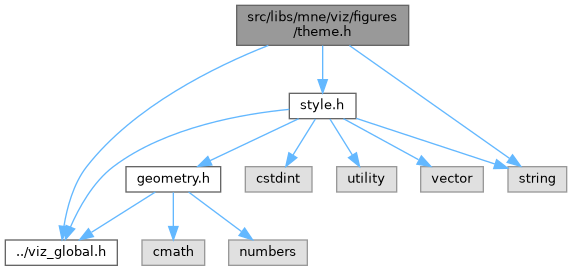 src/libs/mne/viz/figures
/theme.h
style.h
geometry.h
cstdint
utility
vector
string
../viz_global.h
cmath
numbers